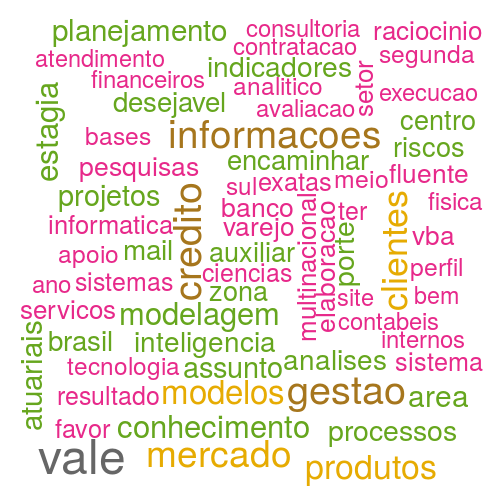 planejamento
consultoria
raciocinio
contratacao
atendimento
segunda
indicadores
financeiros
analitico
setor
execucao
estagia
desejavel
avaliacao
centro
bases
informacoes
riscos
pesquisas
encaminhar
fluente
projetos
credito
sul
exatas
meio
clientes
fisica
banco
multinacional
elaboracao
ter
informatica
varejo
porte
vba
apoio
mail
auxiliar
ciencias
perfil
ano
sistemas
zona
site
bem
servicos
modelagem
contabeis
atuariais
brasil
inteligencia
internos
tecnologia
assunto
analises
sistema
resultado
modelos
gestao
area
favor
conhecimento
processos
vale
mercado
produtos